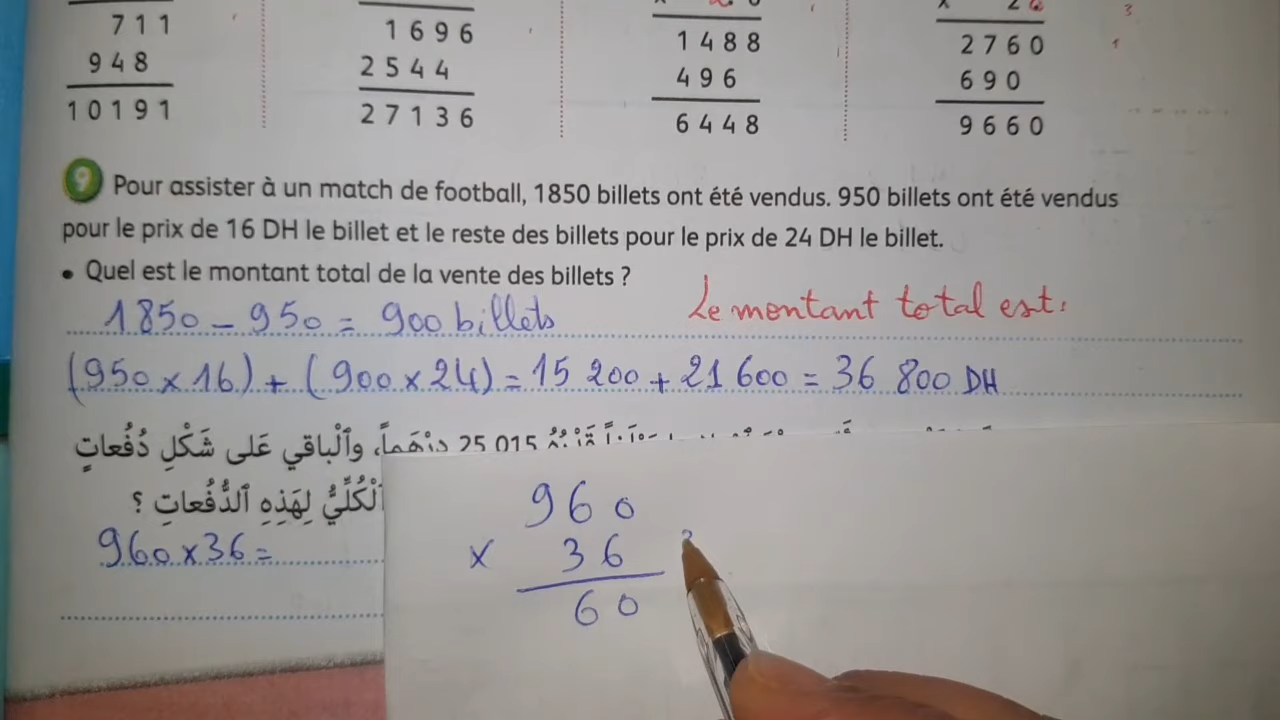 711 1696 1488 2760
948 2544 496 690
10191 27136 6448 9660
9 Pour assister à un match de football, 1850 billets ont été vendus. 950 billets ont été vendus
pour le prix de 16 DH le billet et le reste des billets pour le prix de 24 DH le billet.
• Quel est le montant total de la vente des billets ?
1850 - 950 = 900 billets Le montant total est:
(950 x 16) + (900 x 24) = 15 200 + 21 600 = 36 800 DH
25 015 دِرْهَماً، وَٱلْباقي عَلى شَكْلِ دُفُعاتٍ
ٱلْكُلِّيُّ لِهَذِهِ ٱلدُّفُعاتِ ؟
960 x 36 =
960
x 36
60